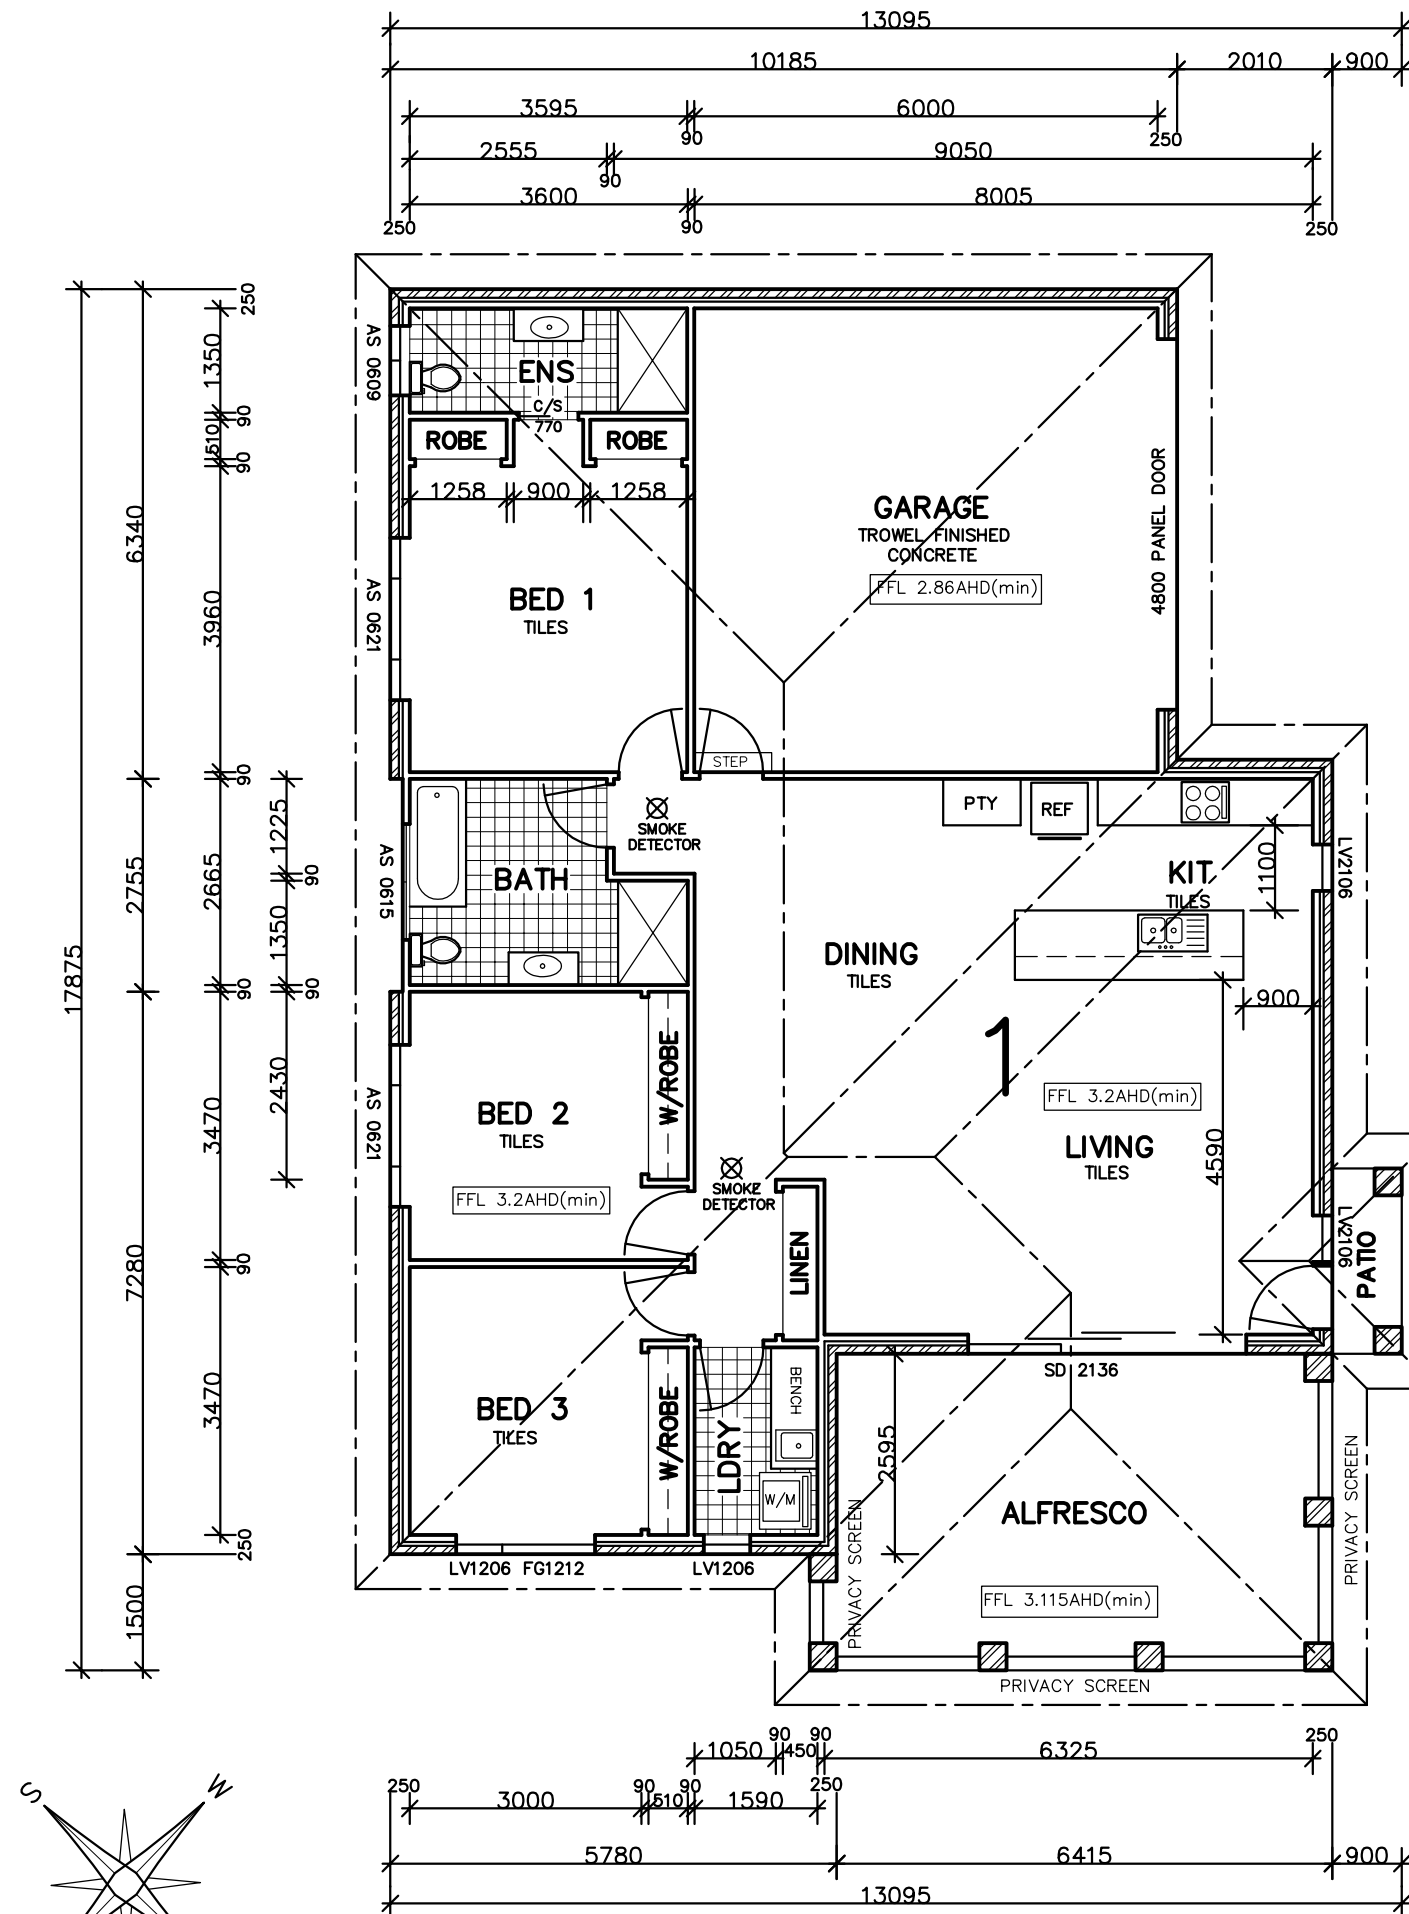 13095
10185 2010 900
3595 6000
90 250
2555 9050
90
3600 8005
250 90 250
250
1350
90
510
90
6340
3960
90
1225
2755
2665
90
1350
90
90
17875
2430
3470
7280
90
3470
250
1500
AS 0609
ENS
C/S
770
ROBE
ROBE
1258 900 1258
AS 0621
BED 1
TILES
GARAGE
TROWEL FINISHED
CONCRETE
FFL 2.86AHD(min)
4800 PANEL DOOR
STEP
SMOKE
DETECTOR
PTY
REF
KIT
TILES
1100
LV2106
AS 0615
BATH
DINING
TILES
900
1
FFL 3.2AHD(min)
LIVING
TILES
4590
AS 0621
BED 2
TILES
W/ROBE
FFL 3.2AHD(min)
SMOKE
DETECTOR
LINEN
LV2106
PATIO
BED 3
TILES
W/ROBE
LDRY
BENCH
W/M
SD 2136
2595
ALFRESCO
FFL 3.115AHD(min)
PRIVACY SCREEN
PRIVACY SCREEN
PRIVACY SCREEN
LV1206 FG1212
LV1206
90 90 250
1050 450 6325
250 90 90 250
3000 510 1590
5780 6415 900
13095
S
W